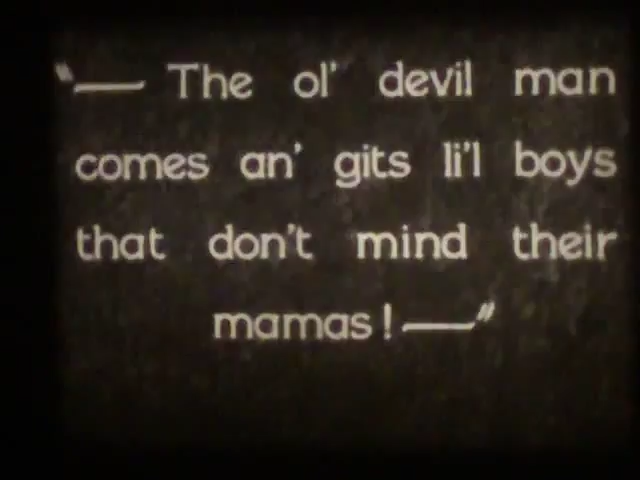 "— The ol' devil man
comes an' gits li'l boys
that don't mind their
mamas!—"